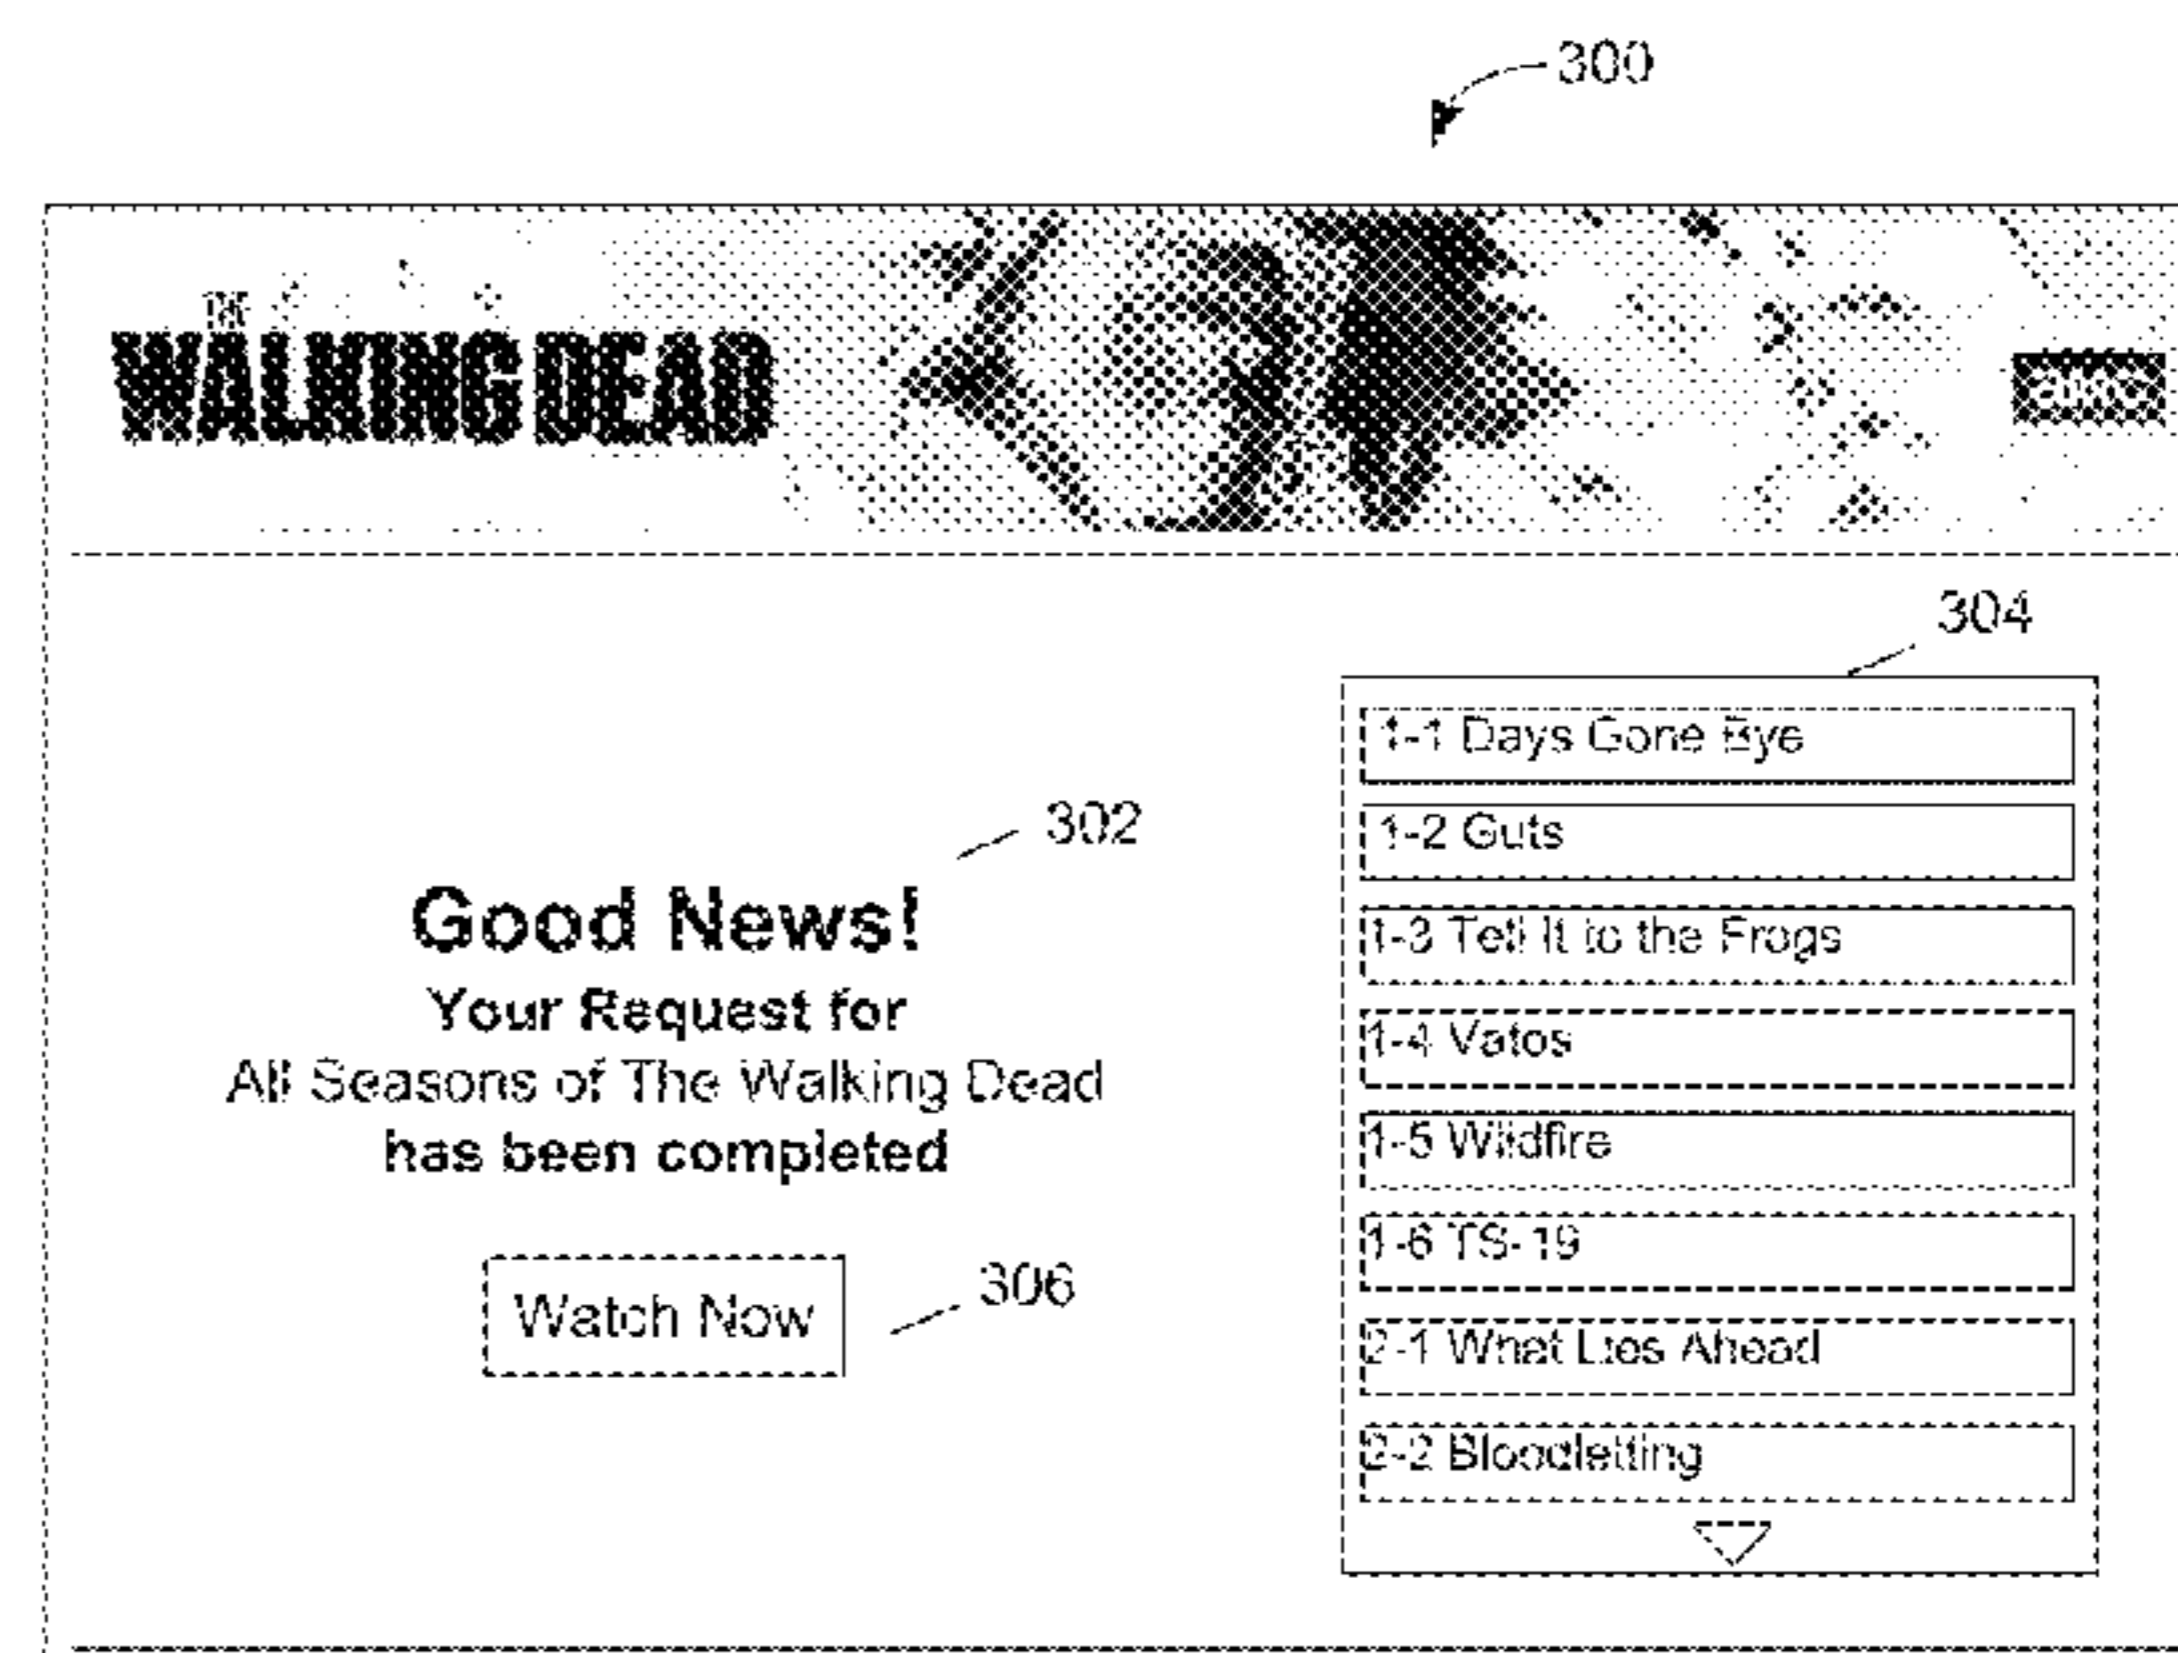 300
THE
WALKING DEAD
amc
304
1-1 Days Gone Bye
1-2 Guts
1-3 Tell It to the Frogs
1-4 Vatos
1-5 Wildfire
1-6 TS-19
2-1 What Lies Ahead
2-2 Bloodletting
302
Good News!
Your Request for
All Seasons of The Walking Dead
has been completed
Watch Now
306